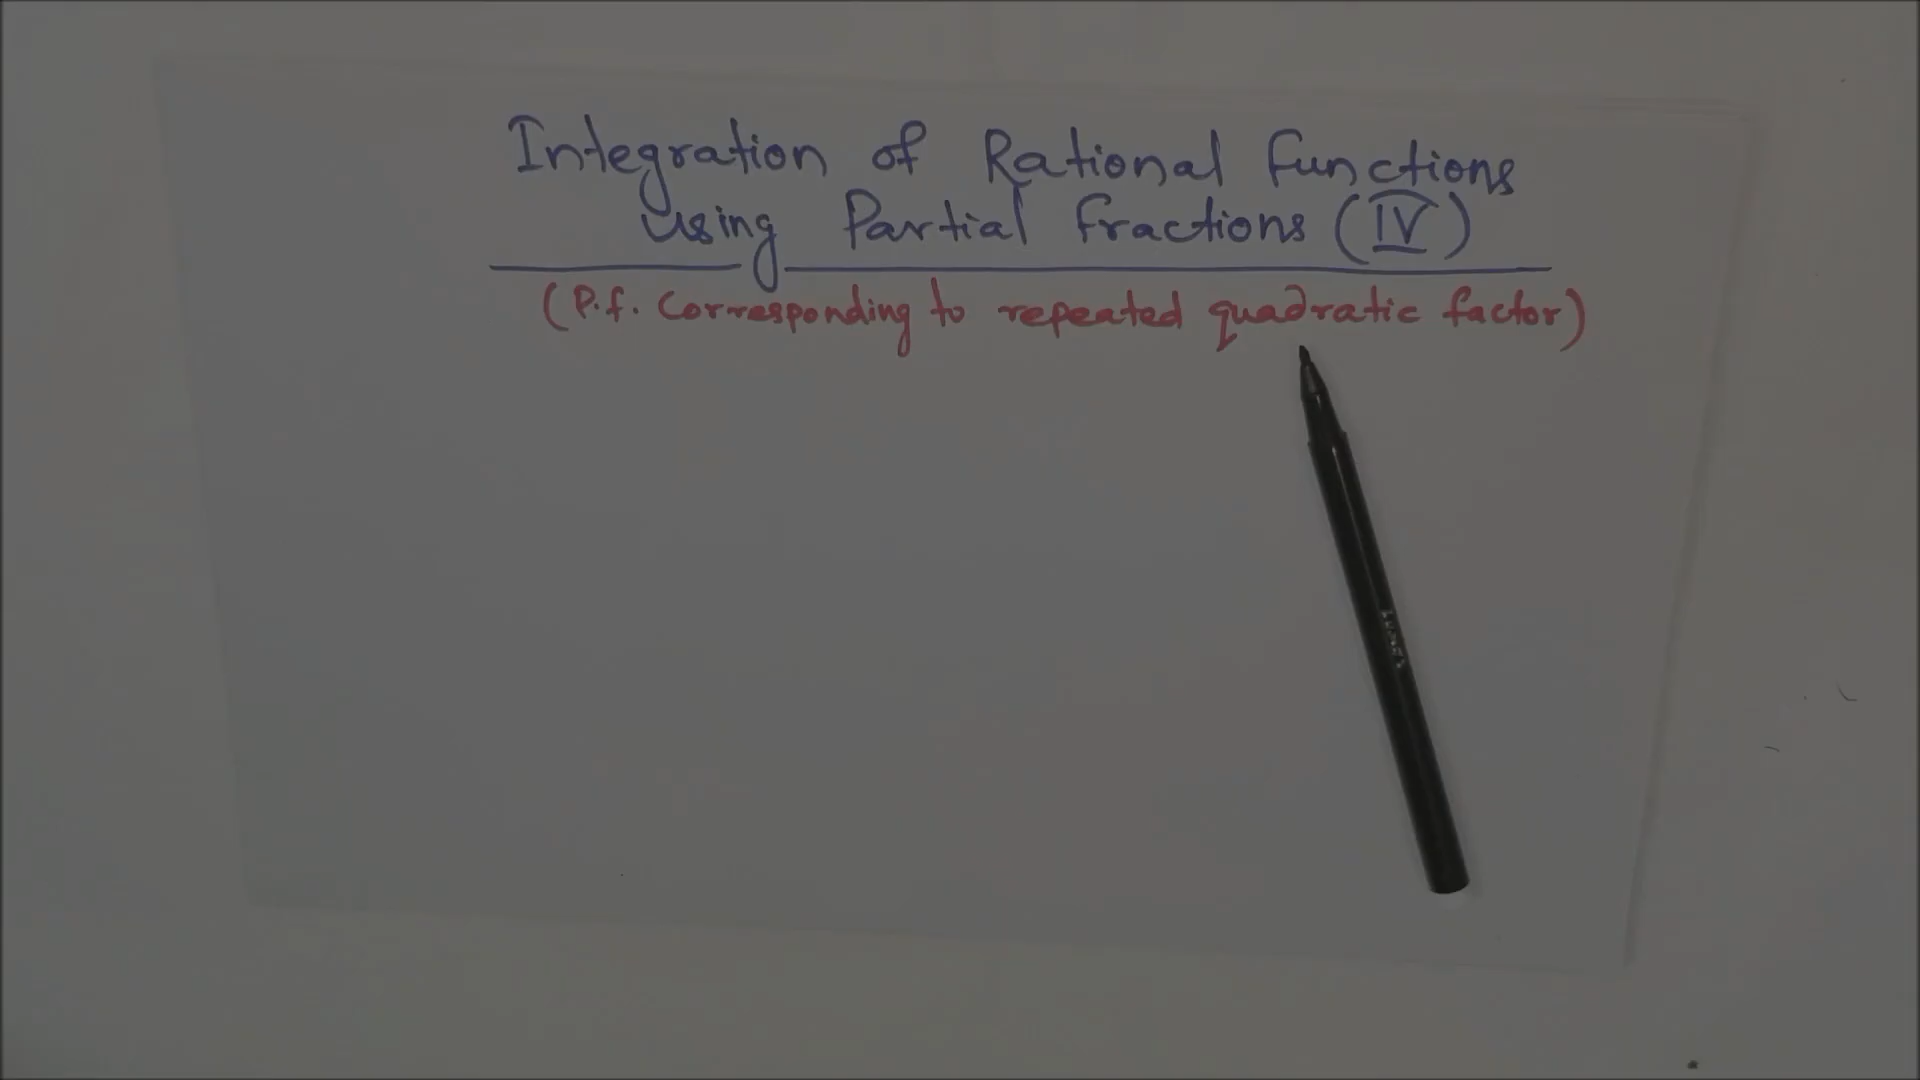 Integration of Rational Functions
using Partial Fractions (IV)
(P.f. Corresponding to repeated quadratic factor)